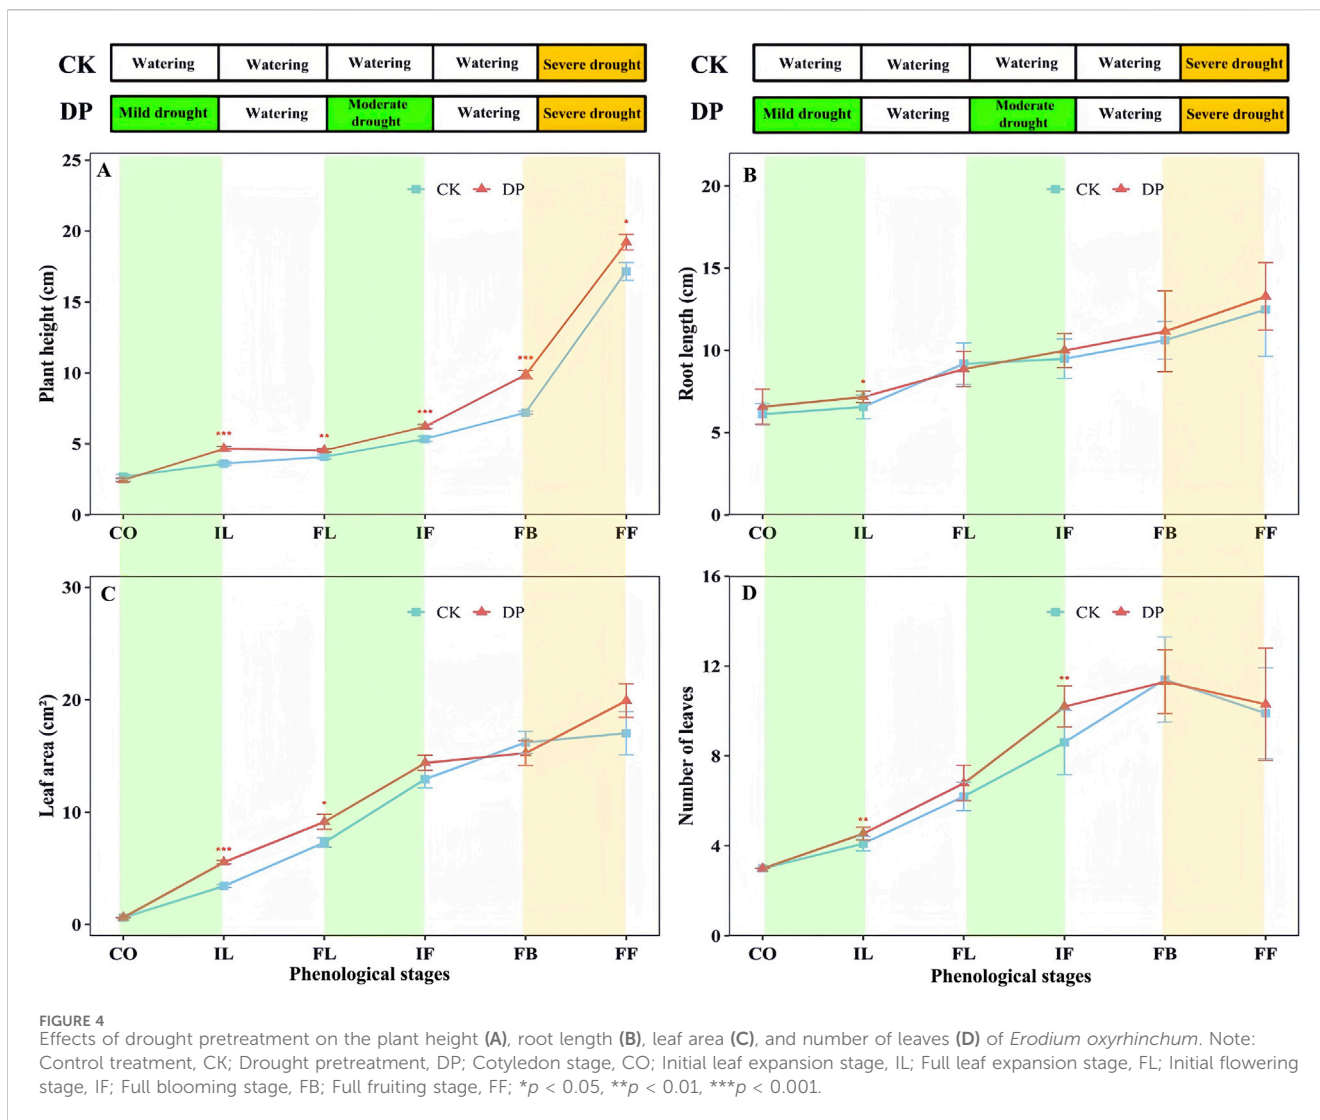 CK Watering Watering Watering Watering Severe drought
DP Mild drought Watering Moderate drought Watering Severe drought
CK Watering Watering Watering Watering Severe drought
DP Mild drought Watering Moderate drought Watering Severe drought
A
CK DP
Plant height (cm)
25
20
15
10
5
0
*** ** *** *** *
CO IL FL IF FB FF
B
CK DP
Root length (cm)
20
15
10
5
0
*
CO IL FL IF FB FF
C
CK DP
Leaf area (cm²)
30
20
10
0
*** *
CO IL FL IF FB FF
Phenological stages
D
CK DP
Number of leaves
16
12
8
4
0
** **
CO IL FL IF FB FF
Phenological stages
FIGURE 4
Effects of drought pretreatment on the plant height (A), root length (B), leaf area (C), and number of leaves (D) of Erodium oxyrhinchum. Note:
Control treatment, CK; Drought pretreatment, DP; Cotyledon stage, CO; Initial leaf expansion stage, IL; Full leaf expansion stage, FL; Initial flowering
stage, IF; Full blooming stage, FB; Full fruiting stage, FF; *p < 0.05, **p < 0.01, ***p < 0.001.